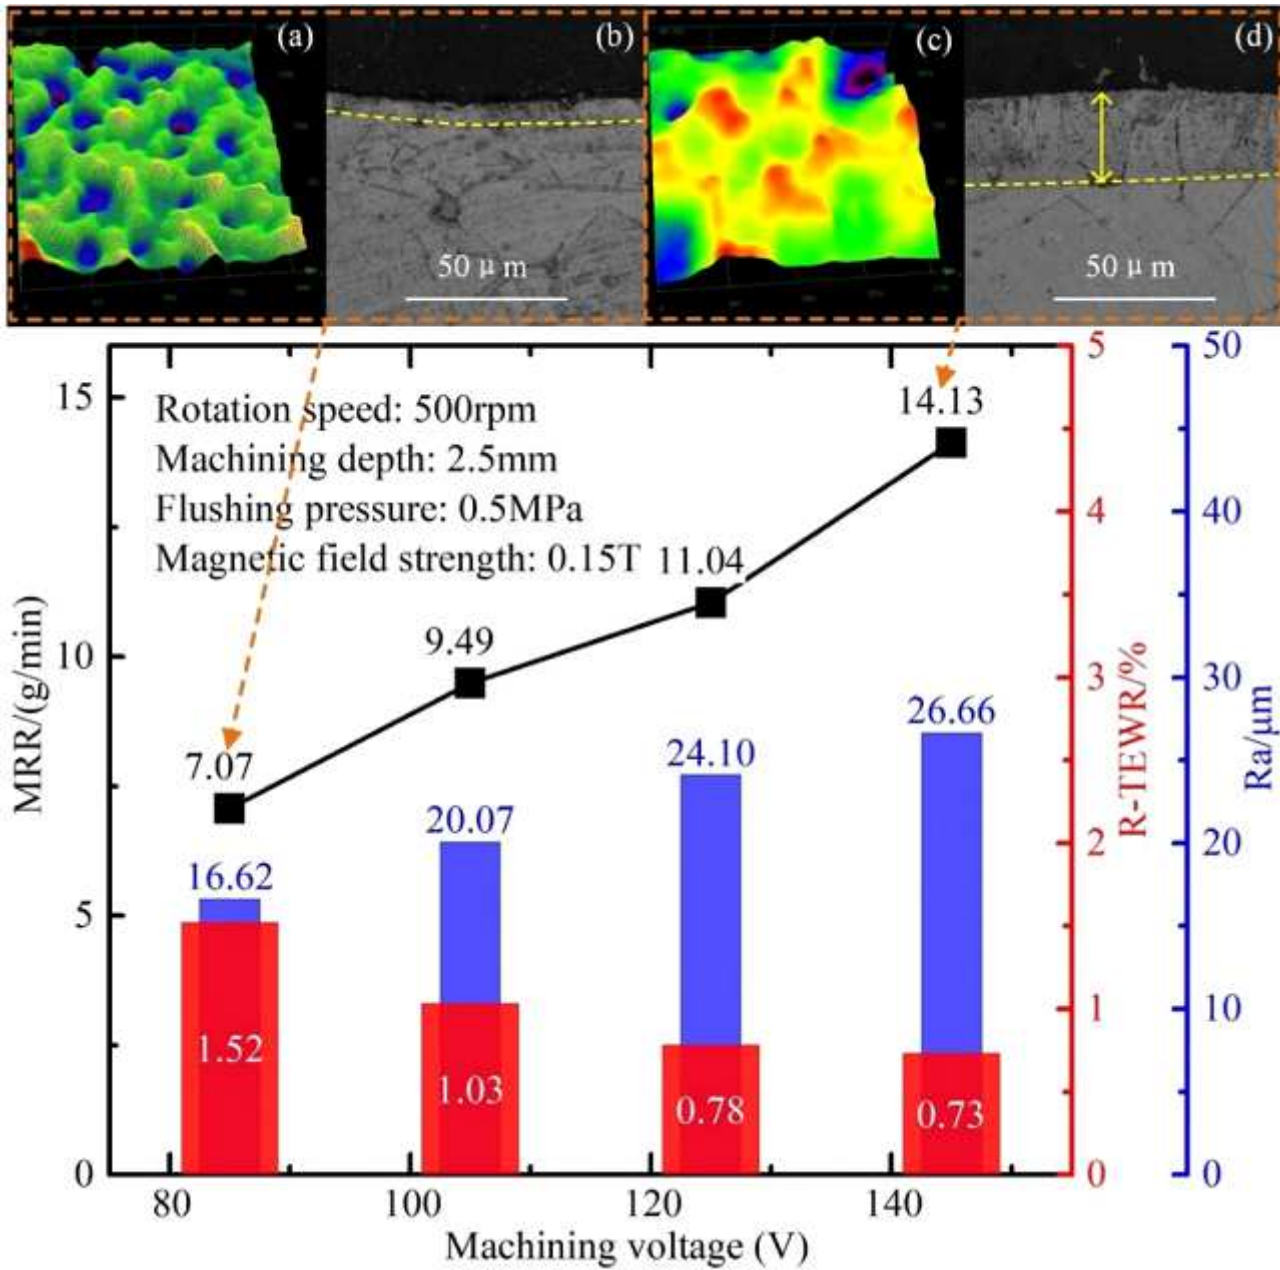 (a)
(b)
(c)
(d)
50 μm
50 μm
Rotation speed: 500rpm
Machining depth: 2.5mm
Flushing pressure: 0.5MPa
Magnetic field strength: 0.15T
14.13
11.04
9.49
7.07
26.66
24.10
20.07
16.62
1.52
1.03
0.78
0.73
15
10
5
0
MRR/(g/min)
5
4
3
2
1
0
R-TEWR/%
50
40
30
20
10
0
Ra/μm
80
100
120
140
Machining voltage (V)